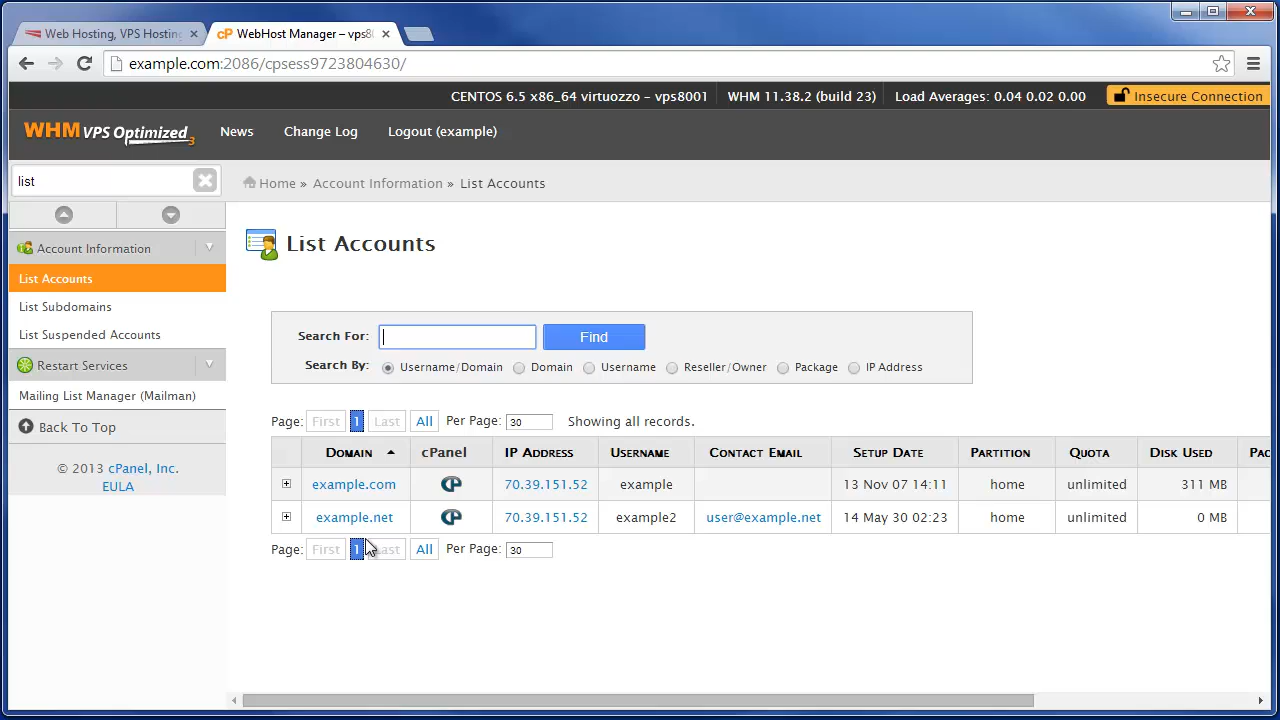 Web Hosting, VPS Hosting
cP WebHost Manager – vps8
example.com:2086/cpsess9723804630/
CENTOS 6.5 x86_64 virtuozzo – vps8001 WHM 11.38.2 (build 23) Load Averages: 0.04 0.02 0.00 Insecure Connection
WHM VPS Optimized 3 News Change Log Logout (example)
list
Home » Account Information » List Accounts
Account Information
List Accounts
List Subdomains
List Suspended Accounts
Restart Services
Mailing List Manager (Mailman)
Back To Top
© 2013 cPanel, Inc.
EULA
List Accounts
Search For: Find
Search By: Username/Domain Domain Username Reseller/Owner Package IP Address
Page: First 1 Last All Per Page: 30 Showing all records.
Domain cPanel IP Address Username Contact Email Setup Date Partition Quota Disk Used Pac
example.com cP 70.39.151.52 example 13 Nov 07 14:11 home unlimited 311 MB
example.net cP 70.39.151.52 example2 user@example.net 14 May 30 02:23 home unlimited 0 MB
Page: First 1 Last All Per Page: 30